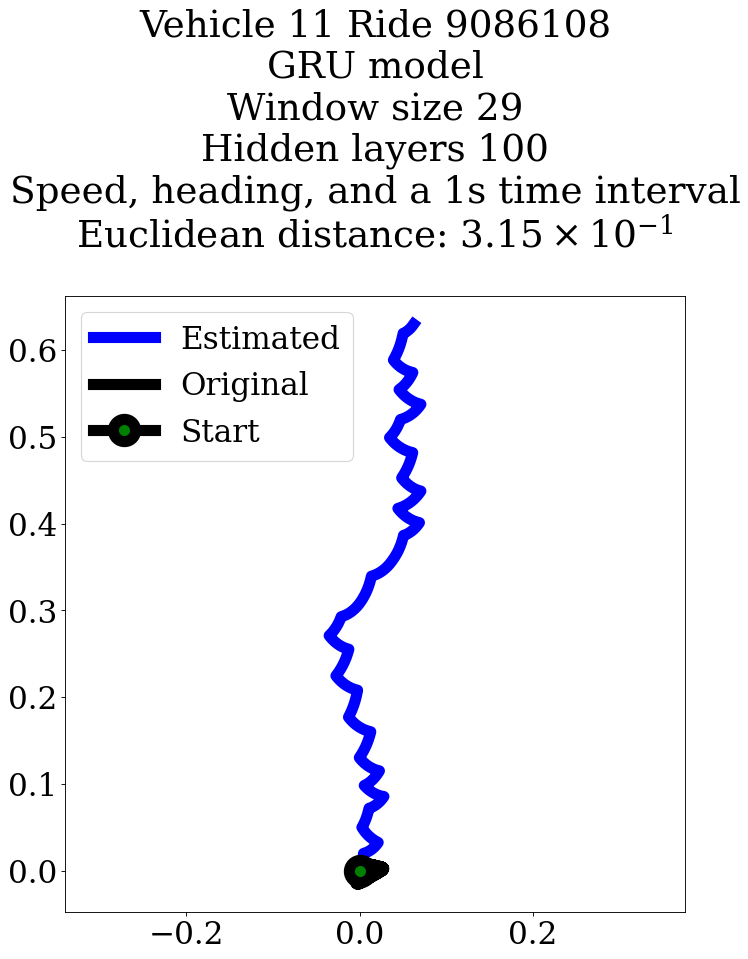 Vehicle 11 Ride 9086108
GRU model
Window size 29
Hidden layers 100
Speed, heading, and a 1s time interval
Euclidean distance: 3.15 × 10⁻¹
Estimated
Original
Start
0.6
0.5
0.4
0.3
0.2
0.1
0.0
−0.2 0.0 0.2